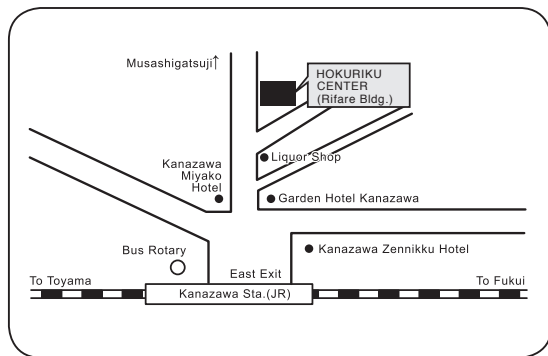 Musashigatsuji↑
HOKURIKU
CENTER
(Rifare Bldg.)
Liquor Shop
Kanazawa
Miyako
Hotel
Garden Hotel Kanazawa
Bus Rotary
Kanazawa Zennikku Hotel
East Exit
To Toyama
To Fukui
Kanazawa Sta.(JR)